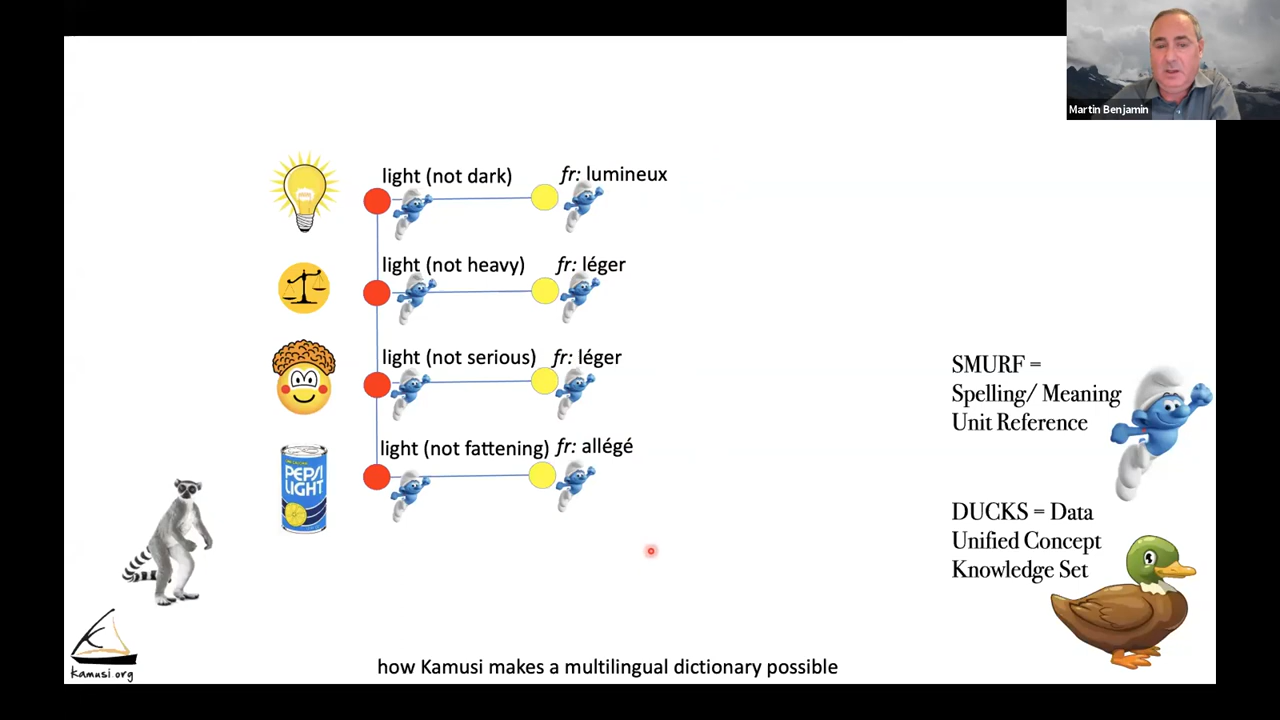 Martin Benjamin
light (not dark)
fr: lumineux
light (not heavy)
fr: léger
light (not serious)
fr: léger
light (not fattening)
fr: allégé
PEPA
LIGHT
SMURF =
Spelling/ Meaning
Unit Reference
DUCKS = Data
Unified Concept
Knowledge Set
kamusi.org
how Kamusi makes a multilingual dictionary possible